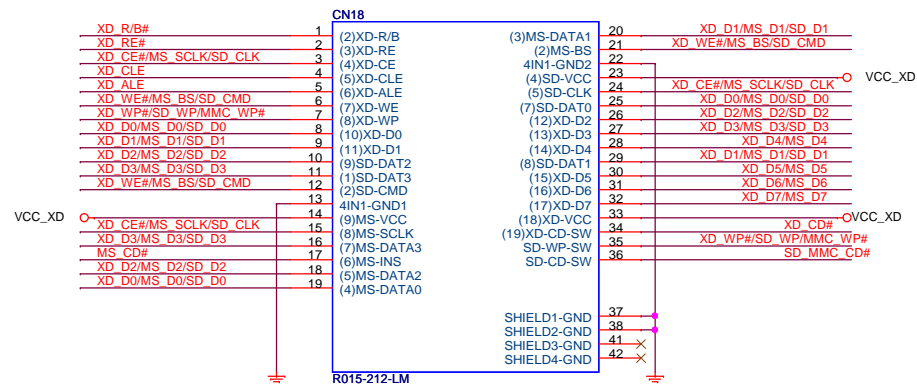 CN18
XD_R/B# 1 (2)XD-R/B (3)MS-DATA1 20 XD_D1/MS_D1/SD_D1
XD_RE# 2 (3)XD-RE (2)MS-BS 21 XD_WE#/MS_BS/SD_CMD
XD_CE#/MS_SCLK/SD_CLK 3 (4)XD-CE 4IN1-GND2 22
XD_CLE 4 (5)XD-CLE (4)SD-VCC 23 VCC_XD
XD_ALE 5 (6)XD-ALE (5)SD-CLK 24 XD_CE#/MS_SCLK/SD_CLK
XD_WE#/MS_BS/SD_CMD 6 (7)XD-WE (7)SD-DAT0 25 XD_D0/MS_D0/SD_D0
XD_WP#/SD_WP/MMC_WP# 7 (8)XD-WP (12)XD-D2 26 XD_D2/MS_D2/SD_D2
XD_D0/MS_D0/SD_D0 8 (10)XD-D0 (13)XD-D3 27 XD_D3/MS_D3/SD_D3
XD_D1/MS_D1/SD_D1 9 (11)XD-D1 (14)XD-D4 28 XD_D4/MS_D4
XD_D2/MS_D2/SD_D2 10 (9)SD-DAT2 (8)SD-DAT1 29 XD_D1/MS_D1/SD_D1
XD_D3/MS_D3/SD_D3 11 (1)SD-DAT3 (15)XD-D5 30 XD_D5/MS_D5
XD_WE#/MS_BS/SD_CMD 12 (2)SD-CMD (16)XD-D6 31 XD_D6/MS_D6
13 4IN1-GND1 (17)XD-D7 32 XD_D7/MS_D7
VCC_XD 14 (9)MS-VCC (18)XD-VCC 33 VCC_XD
XD_CE#/MS_SCLK/SD_CLK 15 (8)MS-SCLK (19)XD-CD-SW 34 XD_CD#
XD_D3/MS_D3/SD_D3 16 (7)MS-DATA3 SD-WP-SW 35 XD_WP#/SD_WP/MMC_WP#
MS_CD# 17 (6)MS-INS SD-CD-SW 36 SD_MMC_CD#
XD_D2/MS_D2/SD_D2 18 (5)MS-DATA2
XD_D0/MS_D0/SD_D0 19 (4)MS-DATA0
SHIELD1-GND 37
SHIELD2-GND 38
SHIELD3-GND 41
SHIELD4-GND 42
R015-212-LM